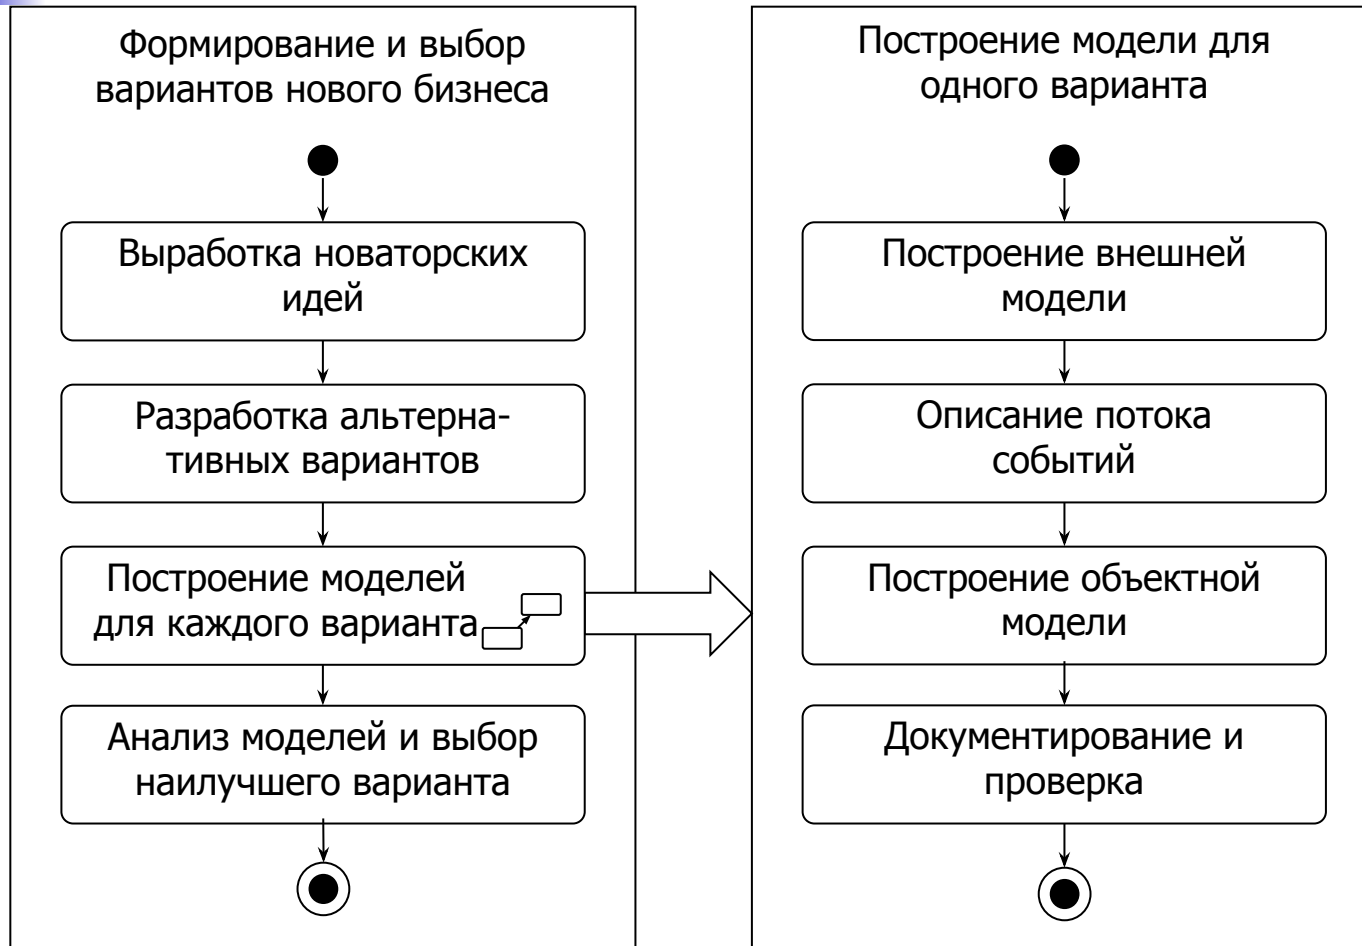 Формирование и выбор
вариантов нового бизнеса
Выработка новаторских
идей
Разработка альтерна-
тивных вариантов
Построение моделей
для каждого варианта
Анализ моделей и выбор
наилучшего варианта
Построение модели для
одного варианта
Построение внешней
модели
Описание потока
событий
Построение объектной
модели
Документирование и
проверка